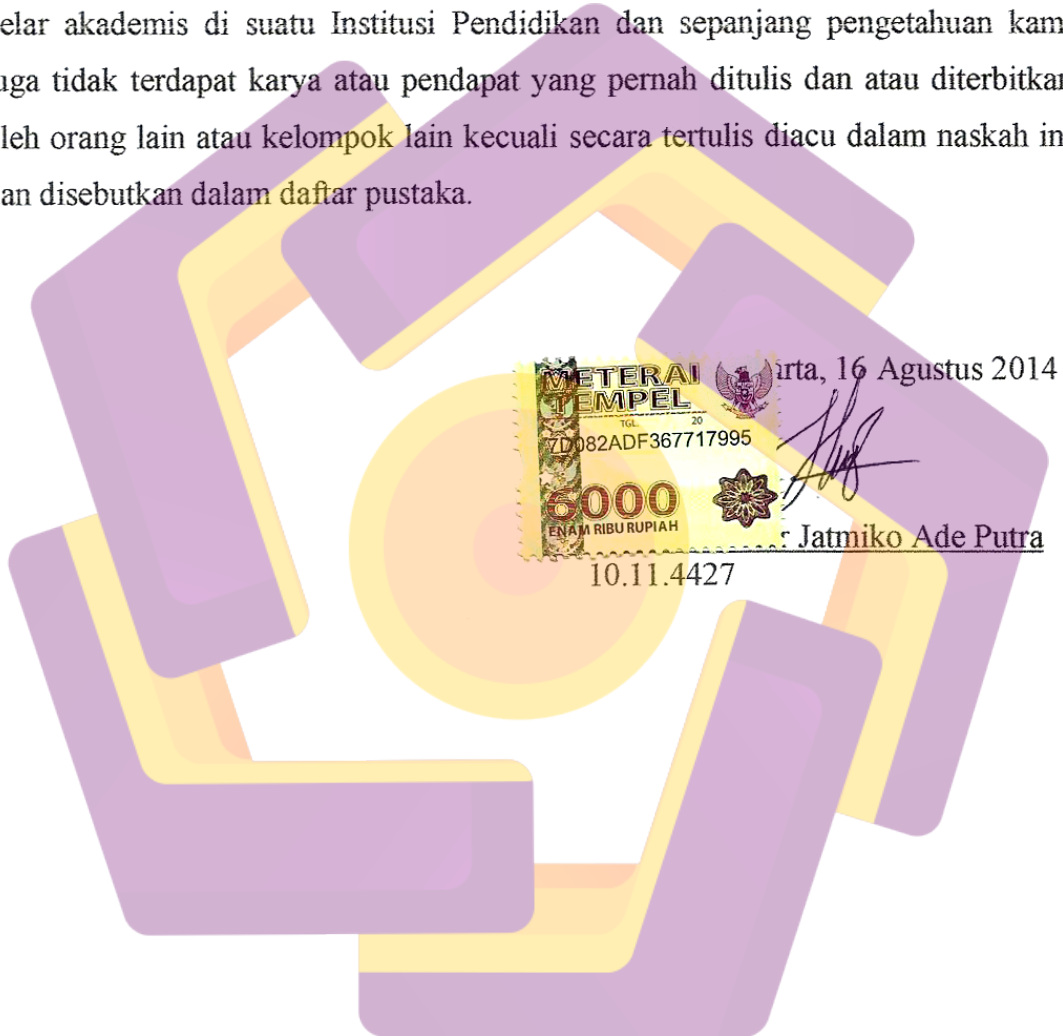 elar akademis di suatu Institusi Pendidikan dan sepanjang pengetahuan kam
uga tidak terdapat karya atau pendapat yang pernah ditulis dan atau diterbitkan
leh orang lain atau kelompok lain kecuali secara tertulis diacu dalam naskah in
an disebutkan dalam daftar pustaka.
arta, 16 Agustus 2014
METERAI
TEMPEL
TGL. 20
7D082ADF367717995
6000
ENAM RIBU RUPIAH
r Jatmiko Ade Putra
10.11.4427